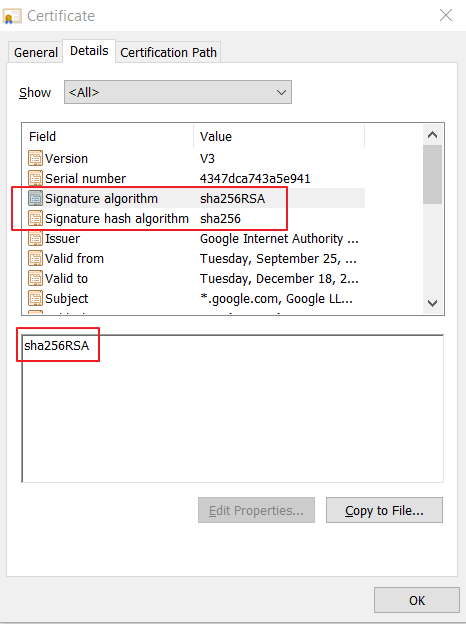 Certificate
General Details Certification Path
Show <All>
Field Value
Version V3
Serial number 4347dca743a5e941
Signature algorithm sha256RSA
Signature hash algorithm sha256
Issuer Google Internet Authority ...
Valid from Tuesday, September 25, ...
Valid to Tuesday, December 18, 2...
Subject *.google.com, Google LL...
sha256RSA
Edit Properties...
Copy to File...
OK